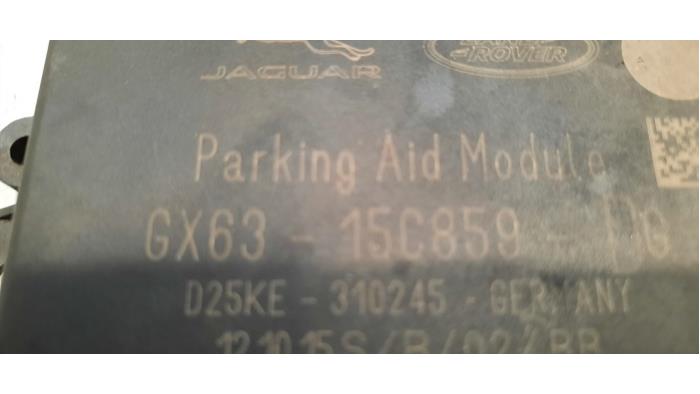 JAGUAR
LAND
ROVER
Parking Aid Module
GX63 - 15C859 -
D25KE - 310245 - GERMANY